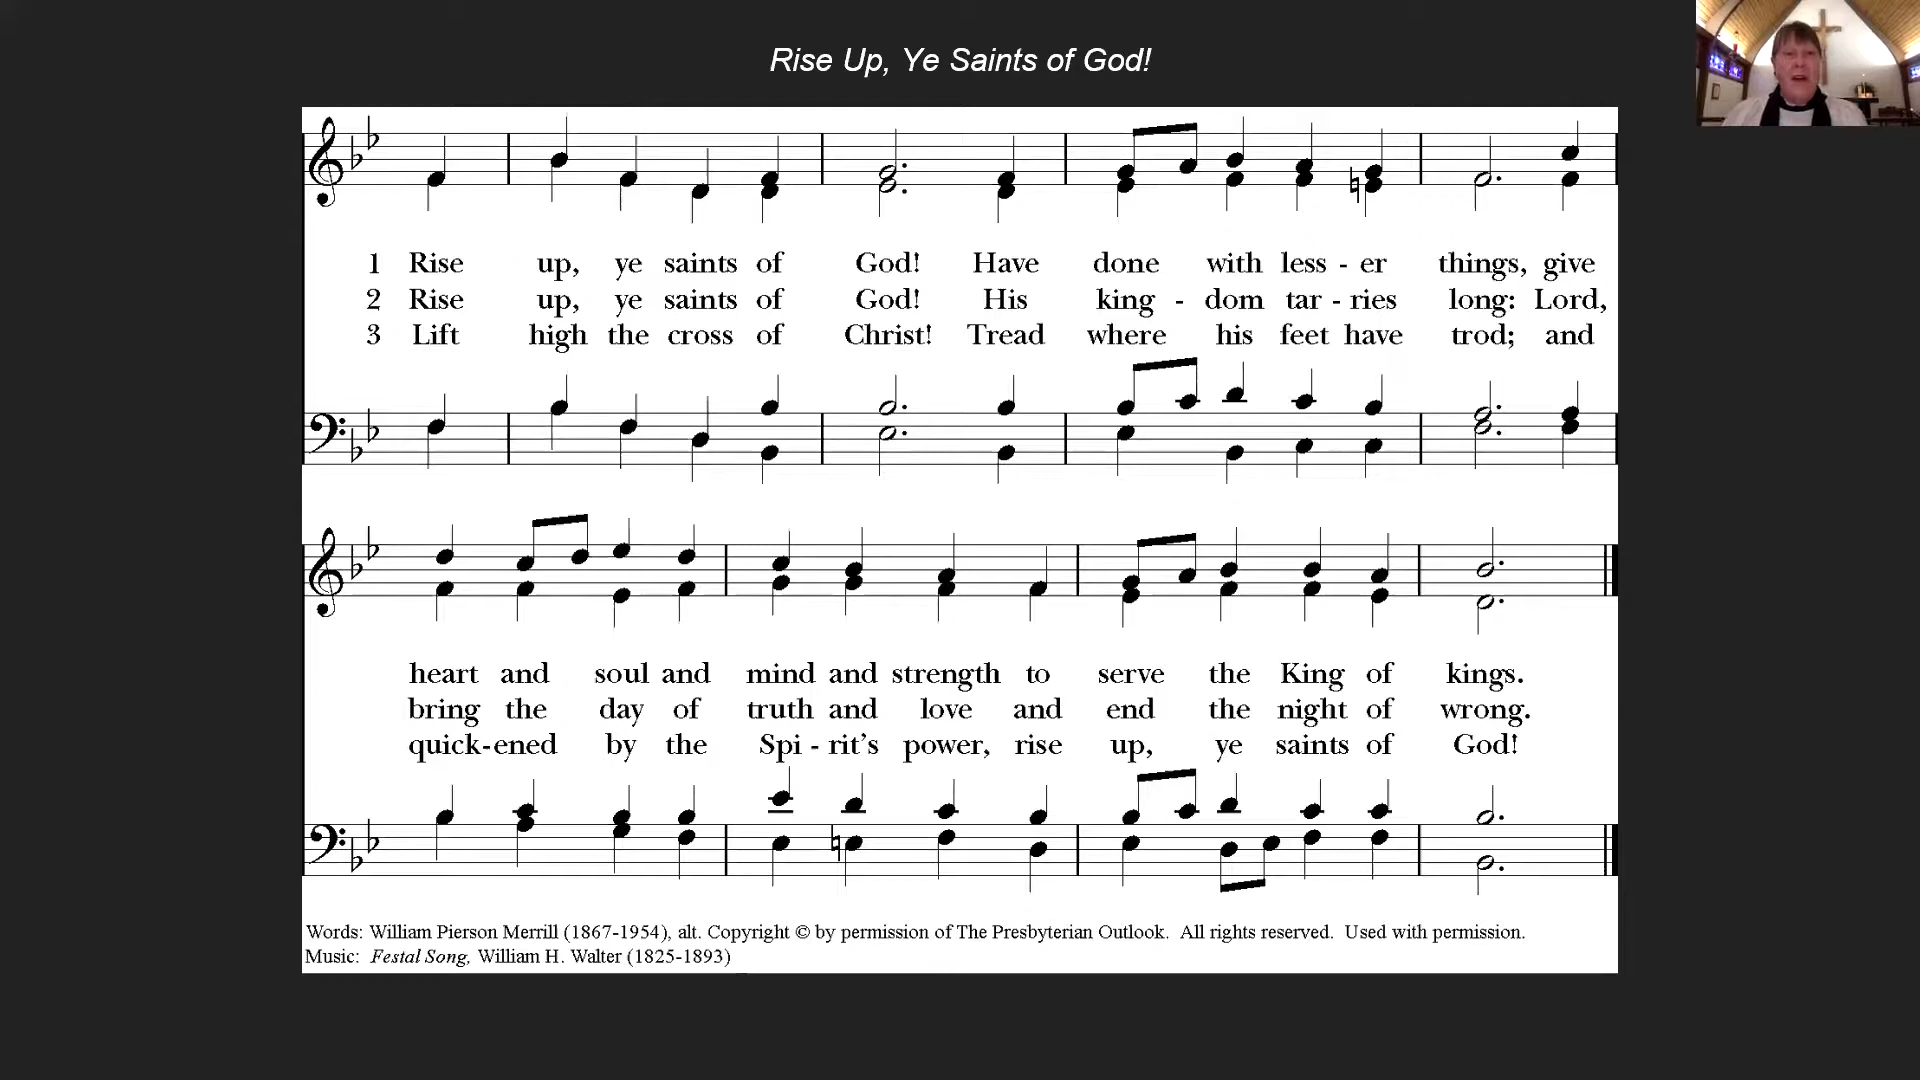 Rise Up, Ye Saints of God!
1 Rise up, ye saints of God! Have done with less - er things, give
2 Rise up, ye saints of God! His king - dom tar - ries long: Lord,
3 Lift high the cross of Christ! Tread where his feet have trod; and
heart and soul and mind and strength to serve the King of kings.
bring the day of truth and love and end the night of wrong.
quick-ened by the Spi - rit's power, rise up, ye saints of God!
Words: William Pierson Merrill (1867-1954), alt. Copyright © by permission of The Presbyterian Outlook. All rights reserved. Used with permission.
Music: Festal Song, William H. Walter (1825-1893)